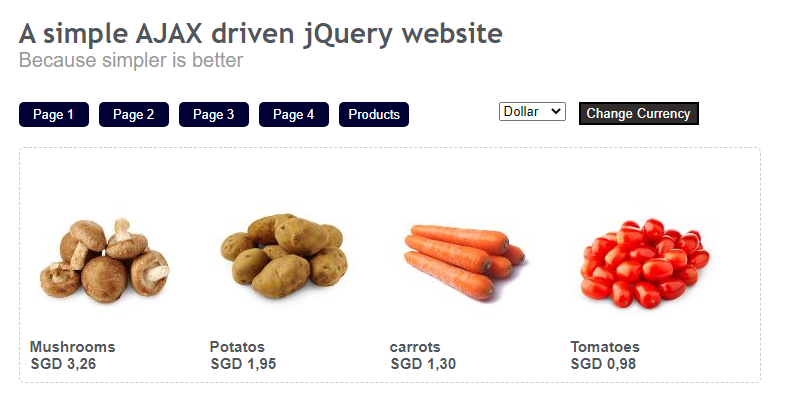 A simple AJAX driven jQuery website
Because simpler is better
Page 1 Page 2 Page 3 Page 4 Products Dollar Change Currency
Mushrooms Potatos carrots Tomatoes
SGD 3,26 SGD 1,95 SGD 1,30 SGD 0,98